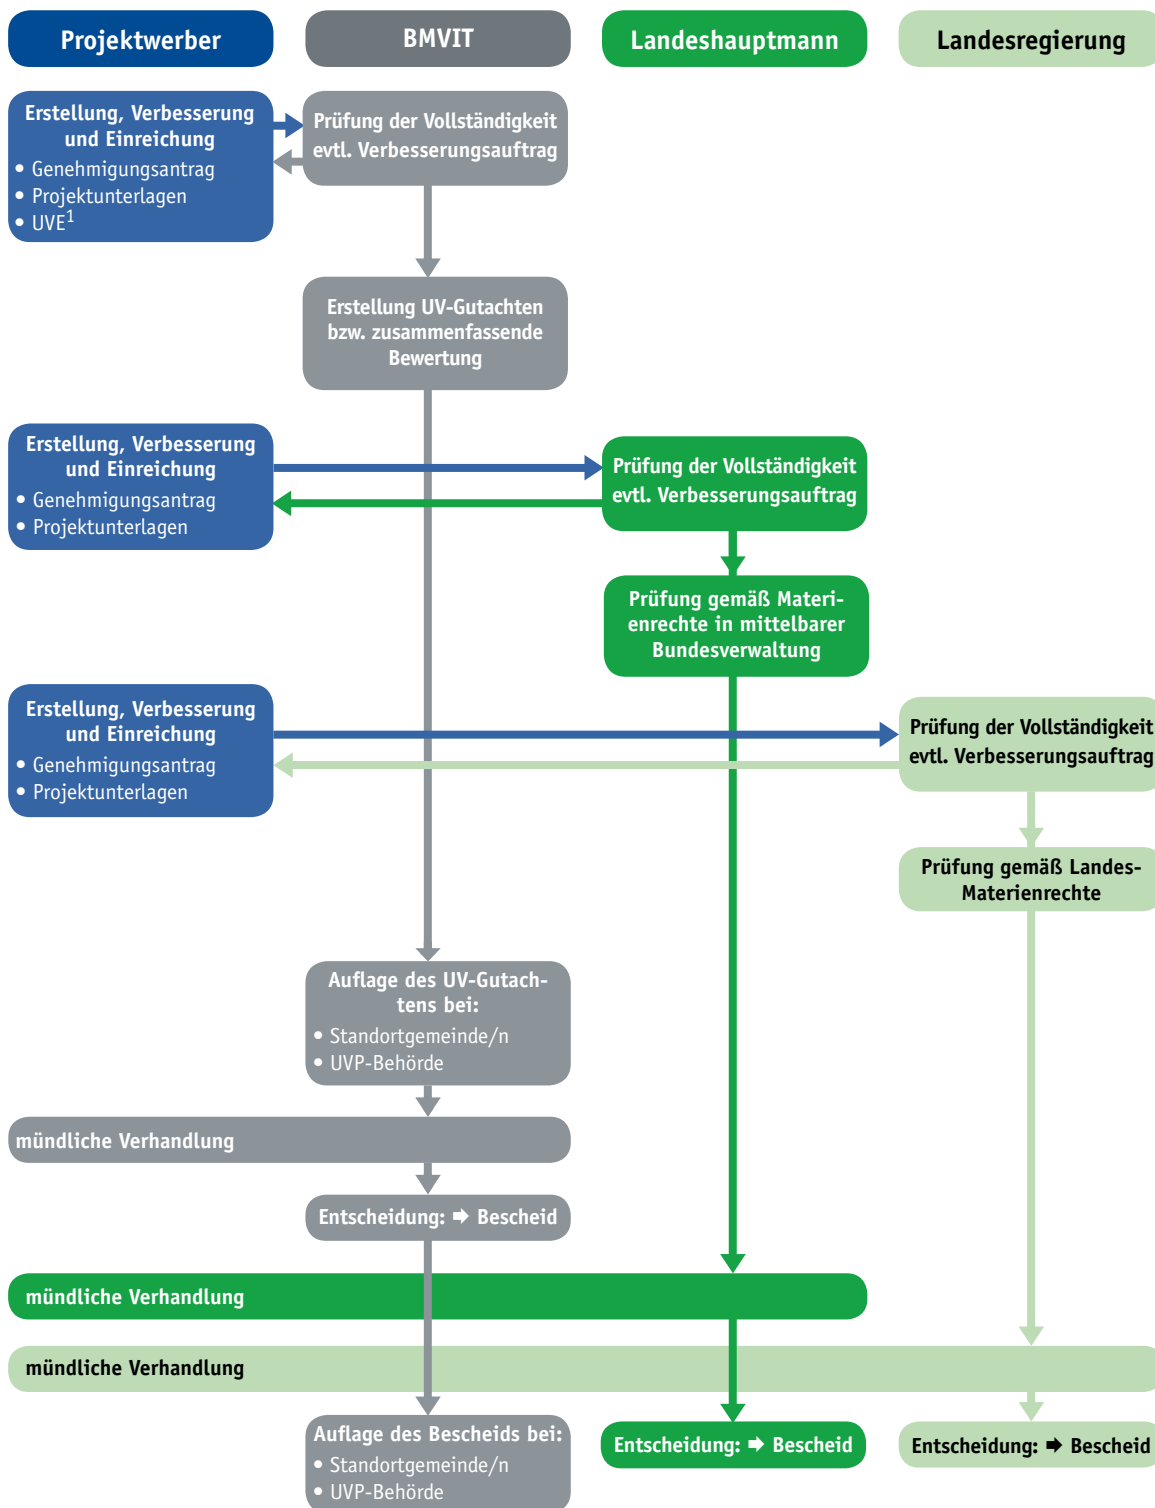 Projektwerber
BMVIT
Landeshauptmann
Landesregierung
Erstellung, Verbesserung
und Einreichung
• Genehmigungsantrag
• Projektunterlagen
• UVE1
Prüfung der Vollständigkeit
evtl. Verbesserungsauftrag
Erstellung UV-Gutachten
bzw. zusammenfassende
Bewertung
Erstellung, Verbesserung
und Einreichung
• Genehmigungsantrag
• Projektunterlagen
Prüfung der Vollständigkeit
evtl. Verbesserungsauftrag
Prüfung gemäß Materi-
enrechte in mittelbarer
Bundesverwaltung
Erstellung, Verbesserung
und Einreichung
• Genehmigungsantrag
• Projektunterlagen
Prüfung der Vollständigkeit
evtl. Verbesserungsauftrag
Prüfung gemäß Landes-
Materienrechte
Auflage des UV-Gutach-
tens bei:
• Standortgemeinde/n
• UVP-Behörde
mündliche Verhandlung
Entscheidung: ➡ Bescheid
mündliche Verhandlung
mündliche Verhandlung
Auflage des Bescheids bei:
• Standortgemeinde/n
• UVP-Behörde
Entscheidung: ➡ Bescheid
Entscheidung: ➡ Bescheid